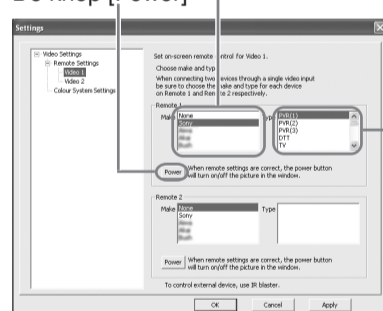 De knop [Power]
Settings
Video Settings
Remote Settings
Video 1
Video 2
Colour System Settings
Set on-screen remote control for Video 1.
Choose make and typ
When connecting two devices through a single video input
be sure to choose the make and type for each device
on Remote 1 and Remote 2 respectively.
Remote 1
Make
None
Sony
Type
PVR(1)
PVR(2)
PVR(3)
DTT
TV
Power
When remote settings are correct, the power button
will turn on/off the picture in the window.
Remote 2
Make
None
Sony
Type
Power
When remote settings are correct, the power button
will turn on/off the picture in the window.
To control external device, use IR blaster.
OK
Cancel
Apply